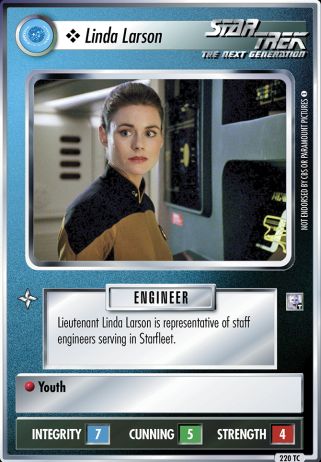 ❖ Linda Larson
STAR TREK
THE NEXT GENERATION
NOT ENDORSED BY CBS OR PARAMOUNT PICTURES
ENGINEER
Lieutenant Linda Larson is representative of staff
engineers serving in Starfleet.
Youth
INTEGRITY 7 CUNNING 5 STRENGTH 4
220 TC